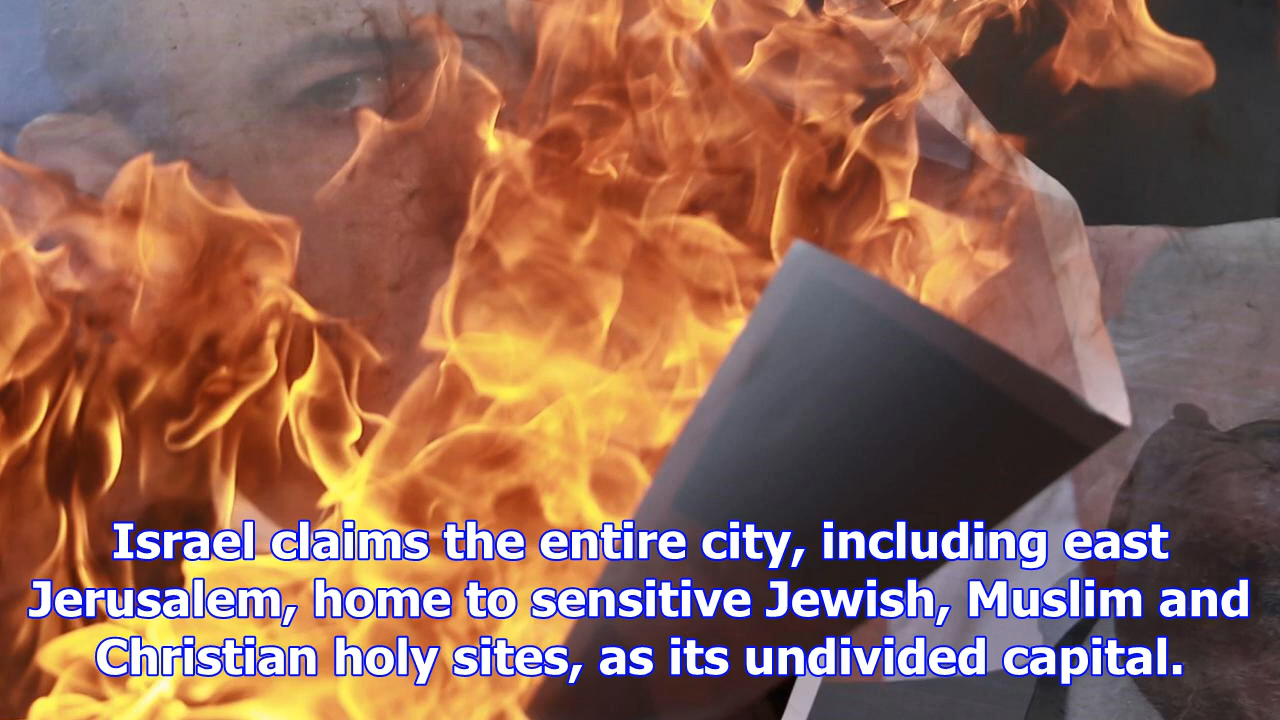 Israel claims the entire city, including east
Jerusalem, home to sensitive Jewish, Muslim and
Christian holy sites, as its undivided capital.